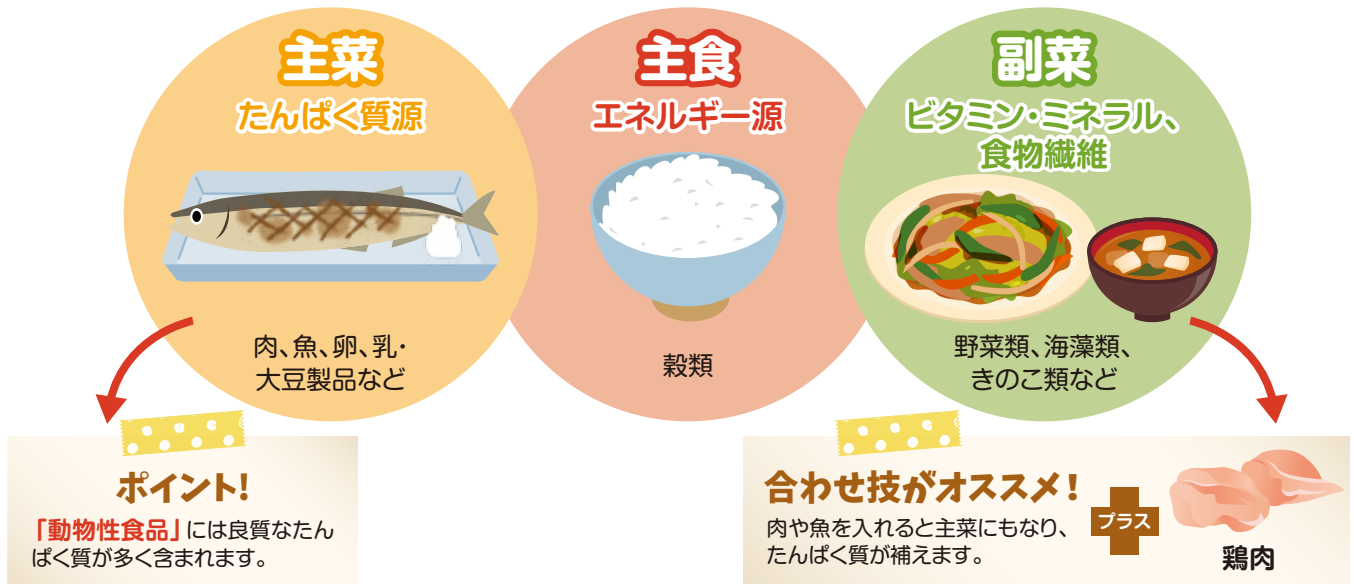 主菜
たんぱく質源
肉、魚、卵、乳・
大豆製品など
主食
エネルギー源
穀類
副菜
ビタミン・ミネラル、
食物繊維
野菜類、海藻類、
きのこ類など
ポイント!
「動物性食品」には良質なたん
ぱく質が多く含まれます。
合わせ技がオススメ!
肉や魚を入れると主菜にもなり、
たんぱく質が補えます。
プラス
鶏肉